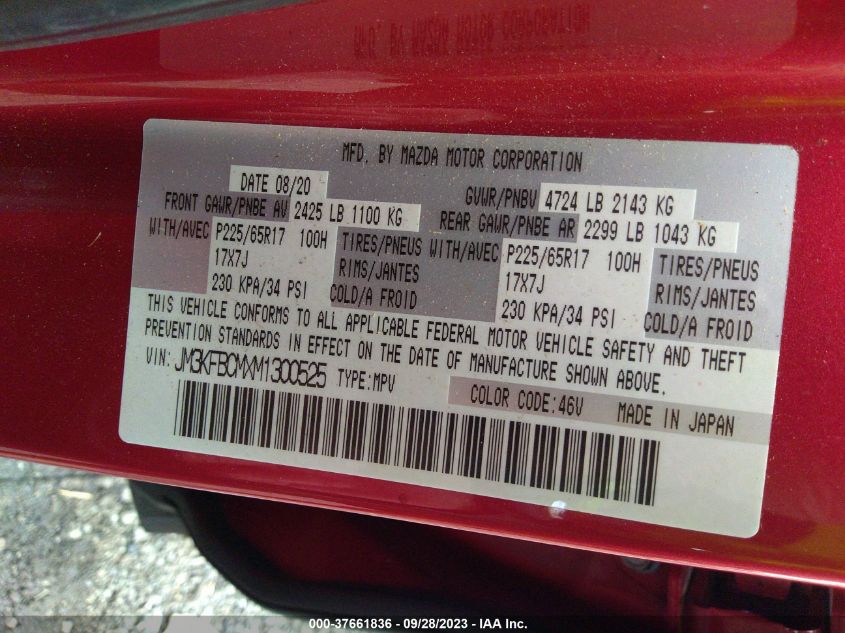 MFD. BY MAZDA MOTOR CORPORATION
DATE 08/20 GVWR/PNBV 4724 LB 2143 KG
FRONT GAWR/PNBE AV 2425 LB 1100 KG REAR GAWR/PNBE AR 2299 LB 1043 KG
WITH/AVEC P225/65R17 100H TIRES/PNEUS WITH/AVEC P225/65R17 100H TIRES/PNEUS
17X7J RIMS/JANTES 17X7J RIMS/JANTES
230 KPA/34 PSI COLD/A FROID 230 KPA/34 PSI COLD/A FROID
THIS VEHICLE CONFORMS TO ALL APPLICABLE FEDERAL MOTOR VEHICLE SAFETY AND THEFT
PREVENTION STANDARDS IN EFFECT ON THE DATE OF MANUFACTURE SHOWN ABOVE.
VIN: JM3KFBCMXM1300525 TYPE:MPV COLOR CODE:46V MADE IN JAPAN
000-37661836 - 09/28/2023 - IAA Inc.